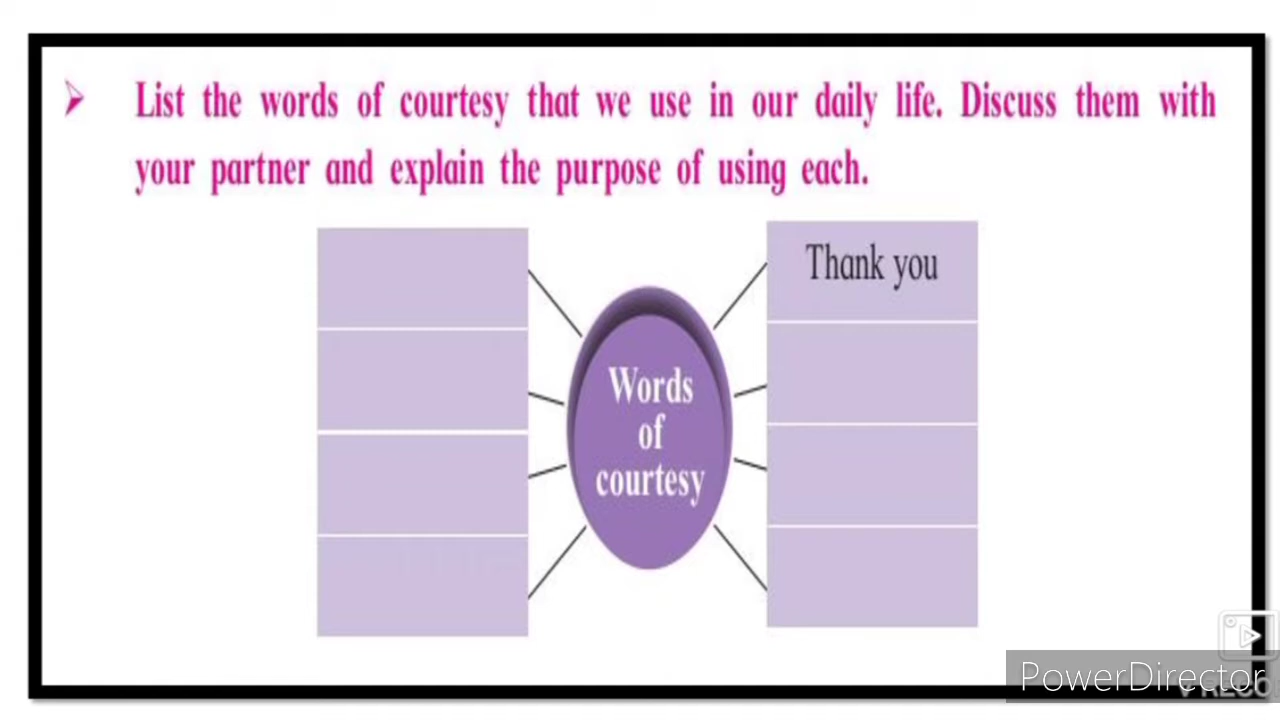 List the words of courtesy that we use in our daily life. Discuss them with
your partner and explain the purpose of using each.
Thank you
Words
of
courtesy
PowerDirector